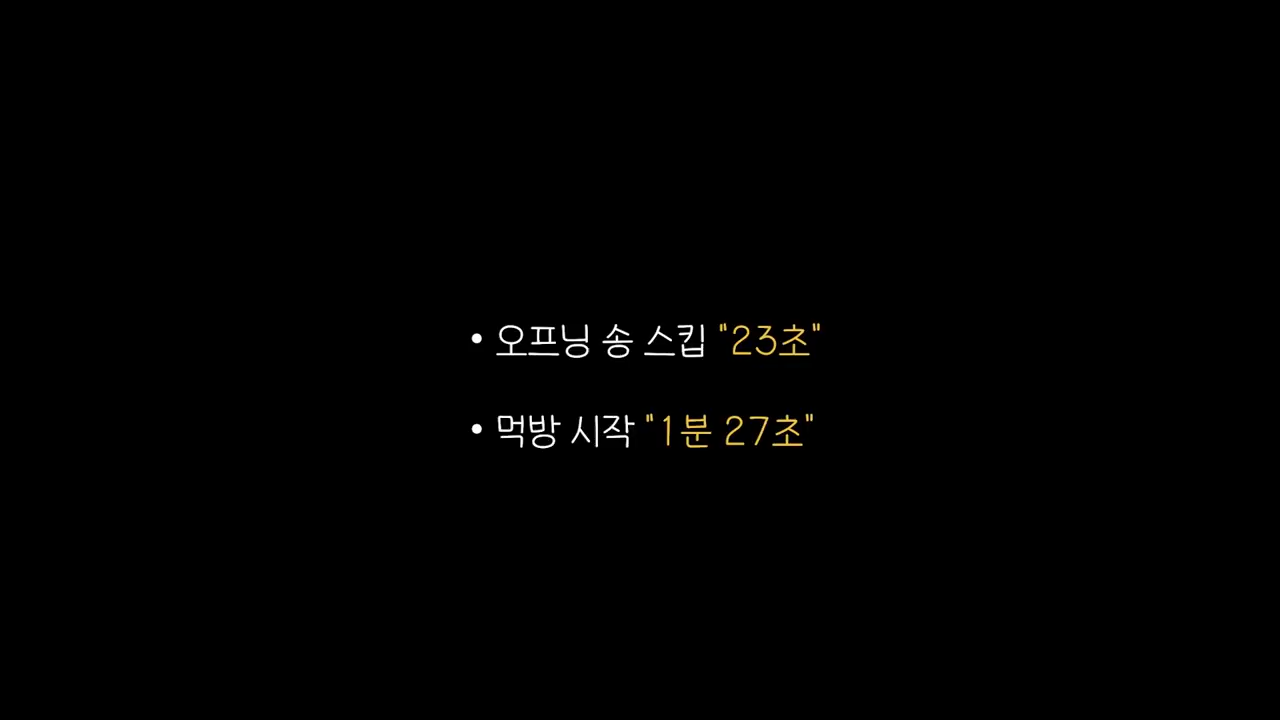 • 오프닝 송 스킵 "23초"
• 먹방 시작 "1분 27초"